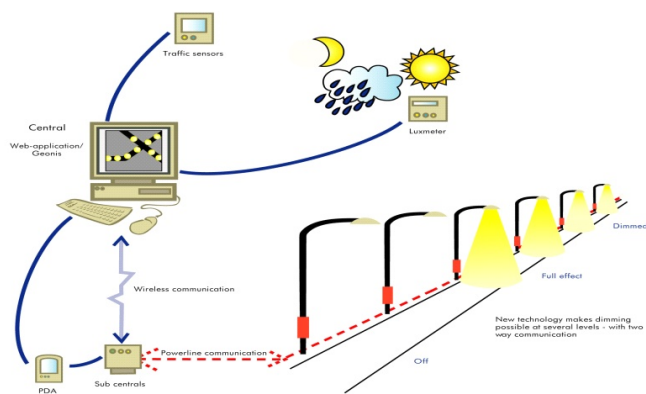 Traffic sensors
Central
Web-application/
Geonis
Luxmeter
Wireless communication
Powerline communication
PDA
Sub centrals
Off
Full effect
Dimmed
New technology makes dimming
possible at several levels - with two
way communication